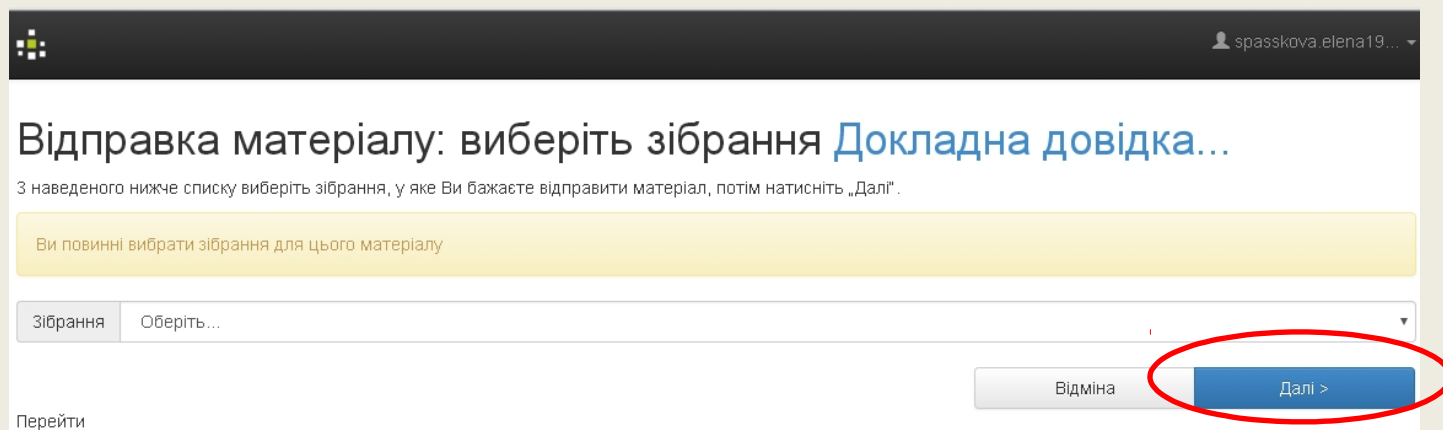 spasskova.elena19...
Відправка матеріалу: виберіть зібрання Докладна довідка...
З наведеного нижче списку виберіть зібрання, у яке Ви бажаєте відправити матеріал, потім натисніть „Далі".
Ви повинні вибрати зібрання для цього матеріалу
Зібрання Оберіть...
Відміна Далі >
Перейти